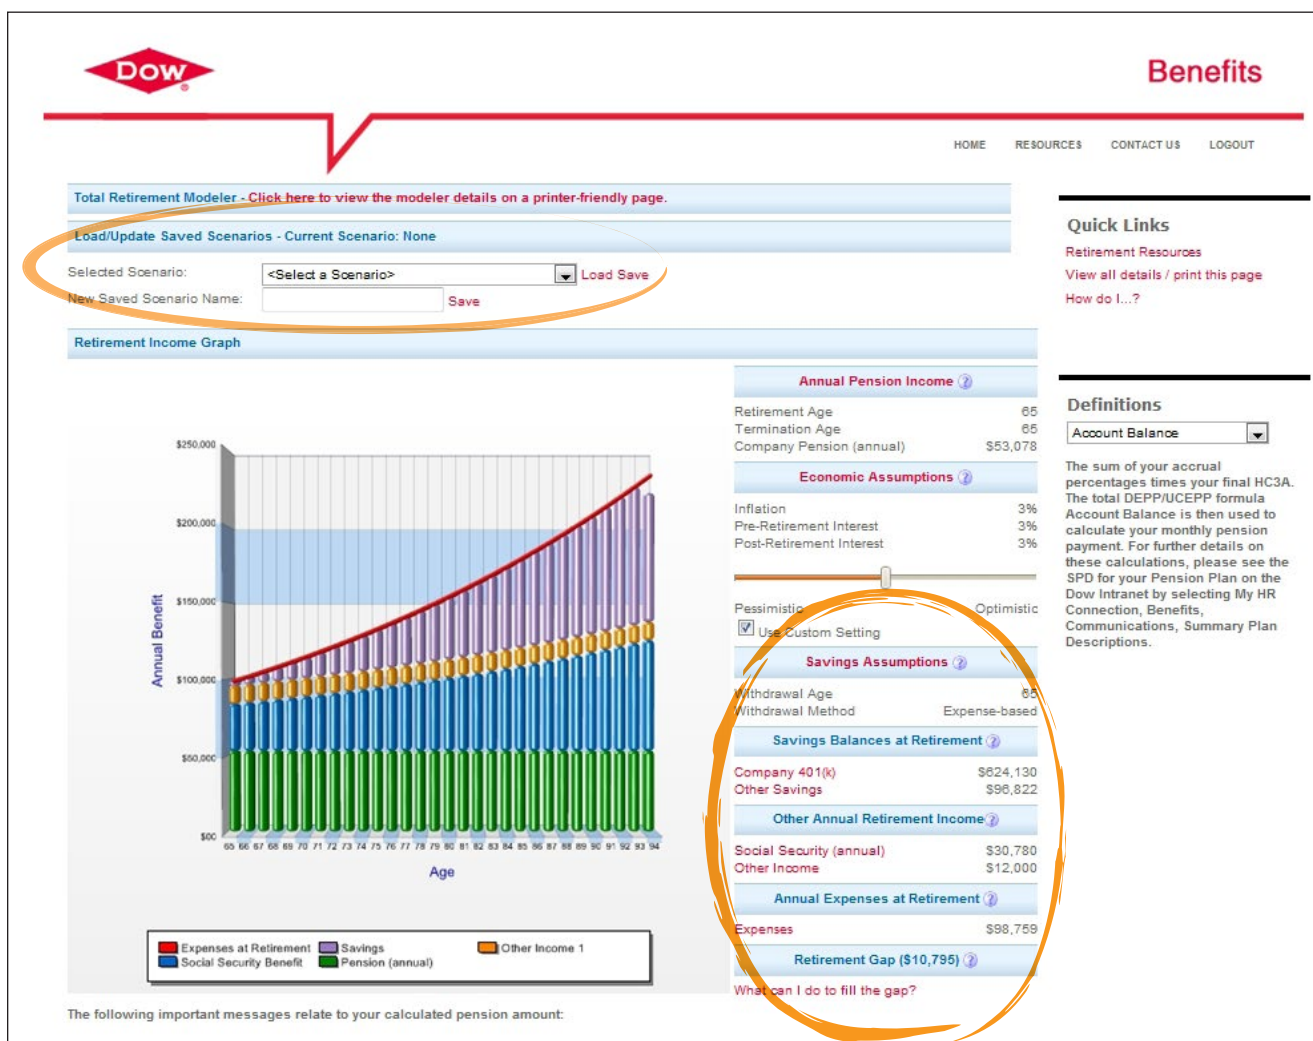 DOW
®
Benefits
HOME RESOURCES CONTACT US LOGOUT
Total Retirement Modeler - Click here to view the modeler details on a printer-friendly page.
Load/Update Saved Scenarios - Current Scenario: None
Selected Scenario: <Select a Scenario> Load Save
New Saved Scenario Name: Save
Retirement Income Graph
$250,000
$200,000
$150,000
$100,000
$50,000
$00
Annual Benefit
65 66 67 68 69 70 71 72 73 74 75 76 77 78 79 80 81 82 83 84 85 86 87 88 89 90 91 92 93 94
Age
Expenses at Retirement Savings Other Income 1
Social Security Benefit Pension (annual)
The following important messages relate to your calculated pension amount:
Annual Pension Income ?
Retirement Age 65
Termination Age 65
Company Pension (annual) $53,078
Economic Assumptions ?
Inflation 3%
Pre-Retirement Interest 3%
Post-Retirement Interest 3%
Pessimistic Optimistic
Use Custom Setting
Savings Assumptions ?
Withdrawal Age 65
Withdrawal Method Expense-based
Savings Balances at Retirement ?
Company 401(k) $624,130
Other Savings $96,822
Other Annual Retirement Income ?
Social Security (annual) $30,780
Other Income $12,000
Annual Expenses at Retirement ?
Expenses $98,759
Retirement Gap ($10,795) ?
What can I do to fill the gap?
Quick Links
Retirement Resources
View all details / print this page
How do I...?
Definitions
Account Balance
The sum of your accrual
percentages times your final HC3A.
The total DEPP/UCEPP formula
Account Balance is then used to
calculate your monthly pension
payment. For further details on
these calculations, please see the
SPD for your Pension Plan on the
Dow Intranet by selecting My HR
Connection, Benefits,
Communications, Summary Plan
Descriptions.